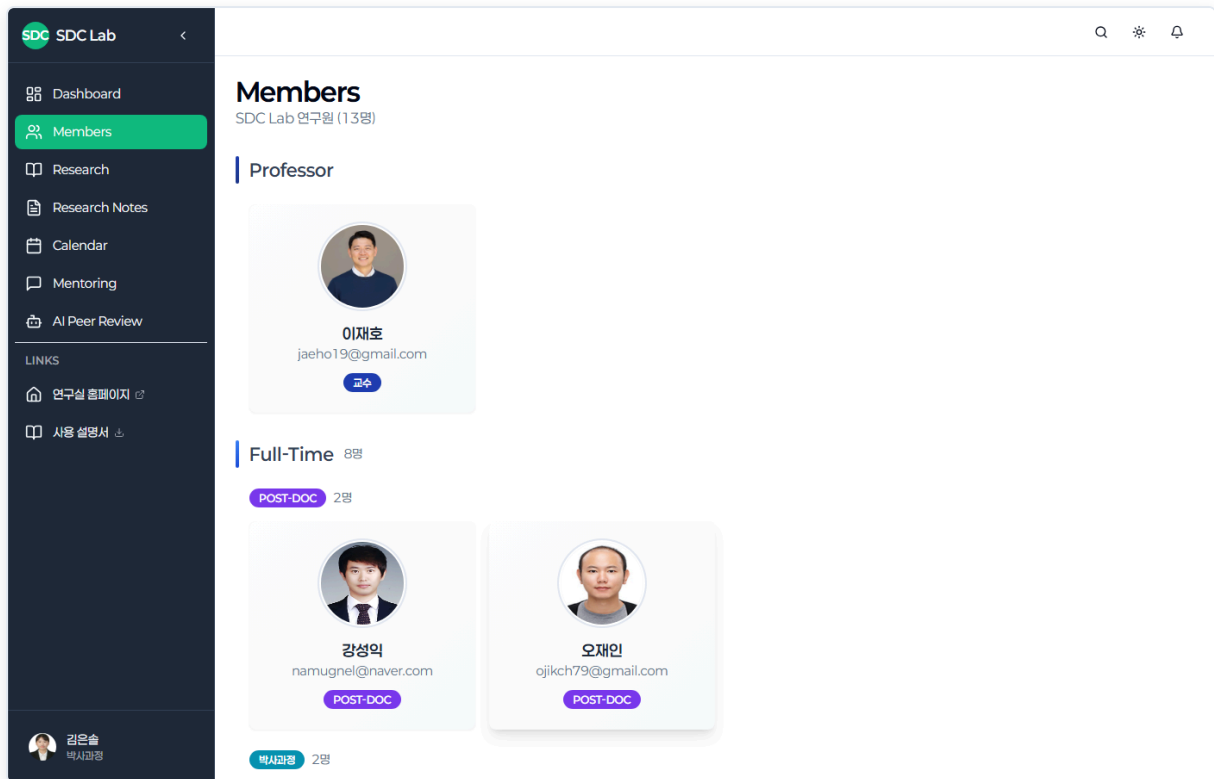 SDC SDC Lab
Dashboard
Members
Research
Research Notes
Calendar
Mentoring
AI Peer Review
LINKS
연구실 홈페이지
사용 설명서
김은솔
박사과정
Members
SDC Lab 연구원 (13명)
Professor
이재호
jaeho19@gmail.com
교수
Full-Time 8명
POST-DOC 2명
강성익
namugnel@naver.com
POST-DOC
오재인
ojikch79@gmail.com
POST-DOC
박사과정 2명